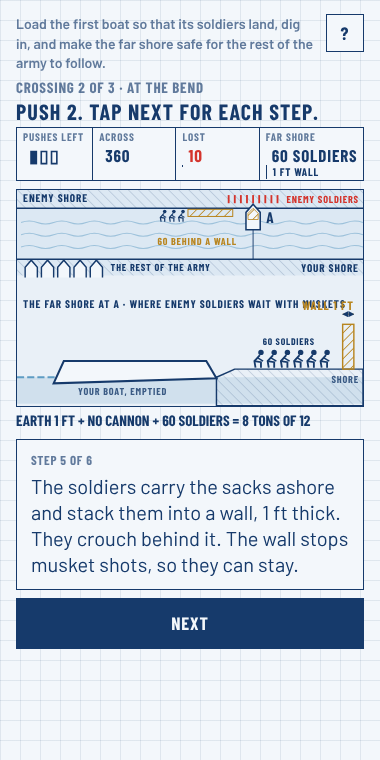 Load the first boat so that its soldiers land, dig
in, and make the far shore safe for the rest of the
army to follow.
?
CROSSING 2 OF 3 · AT THE BEND
PUSH 2. TAP NEXT FOR EACH STEP.
PUSHES LEFT
ACROSS
360
LOST
10
FAR SHORE
60 SOLDIERS
1 FT WALL
ENEMY SHORE
ENEMY SOLDIERS
A
60 BEHIND A WALL
THE REST OF THE ARMY
YOUR SHORE
THE FAR SHORE AT A · WHERE ENEMY SOLDIERS WAIT WITH MUSKETS
WALL 1 FT
60 SOLDIERS
SHORE
YOUR BOAT, EMPTIED
EARTH 1 FT + NO CANNON + 60 SOLDIERS = 8 TONS OF 12
STEP 5 OF 6
The soldiers carry the sacks ashore
and stack them into a wall, 1 ft thick.
They crouch behind it. The wall stops
musket shots, so they can stay.
NEXT